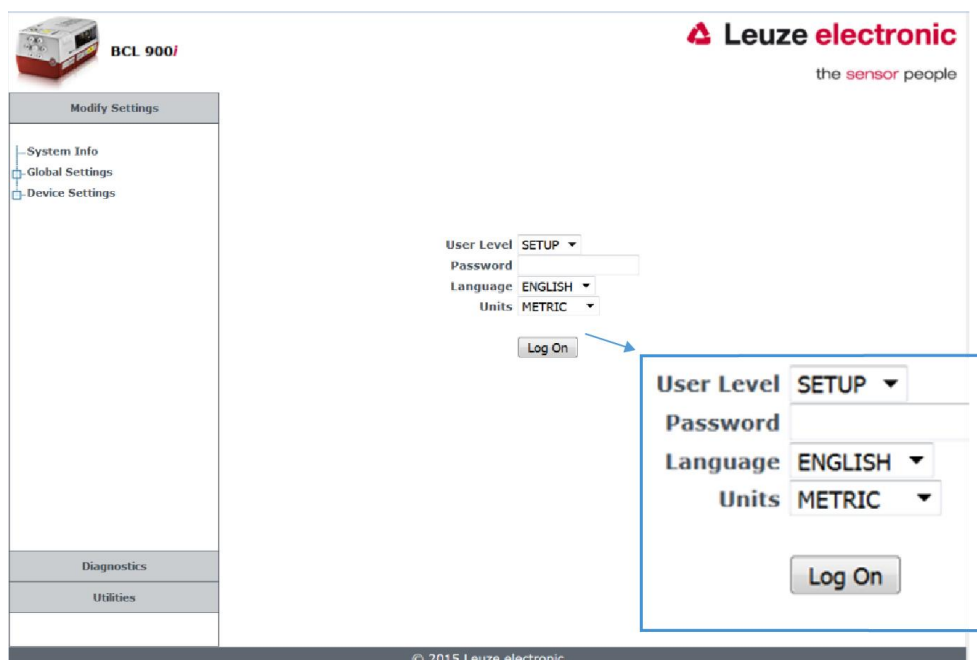 BCL 900i
Leuze electronic
the sensor people
Modify Settings
System Info
Global Settings
Device Settings
User Level SETUP
Password
Language ENGLISH
Units METRIC
Log On
User Level SETUP
Password
Language ENGLISH
Units METRIC
Log On
Diagnostics
Utilities
© 2015 Leuze electronic